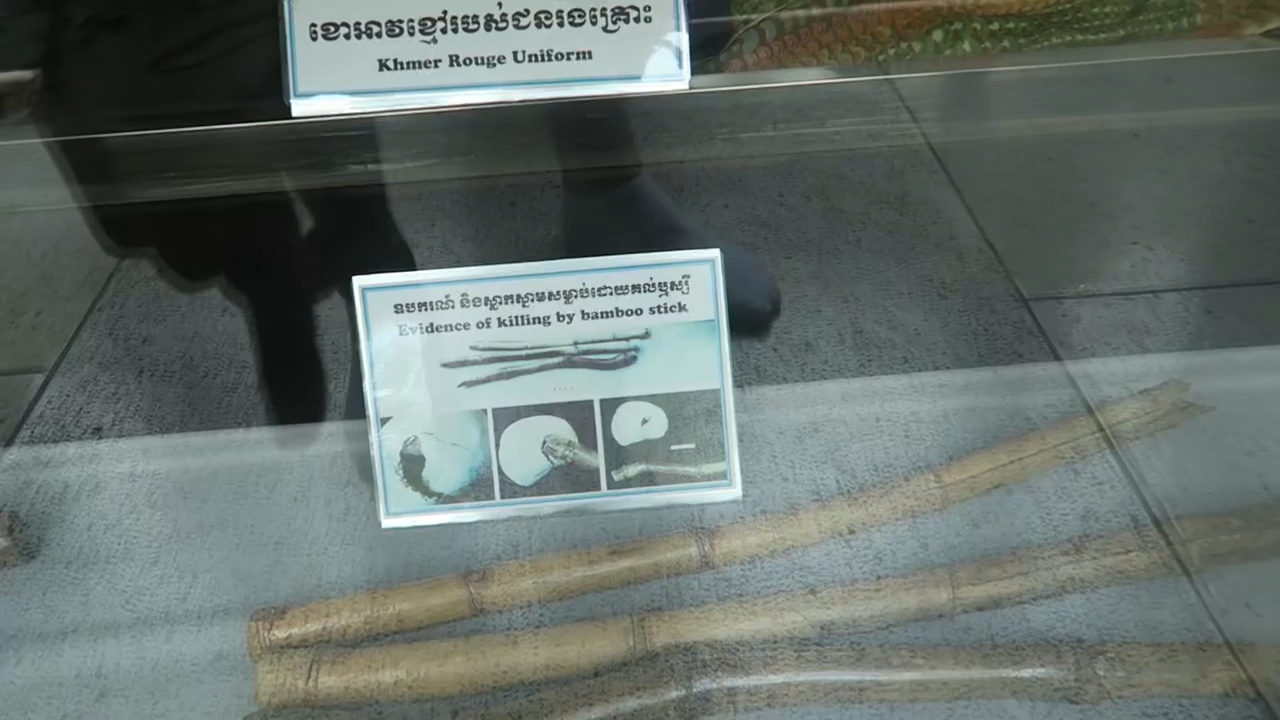 ខោអាវខ្មៅរបស់ជនរងគ្រោះ
Khmer Rouge Uniform
ឧបករណ៍ និងស្លាកស្នាមសម្លាប់ដោយគល់ឬស្សី
Evidence of killing by bamboo stick